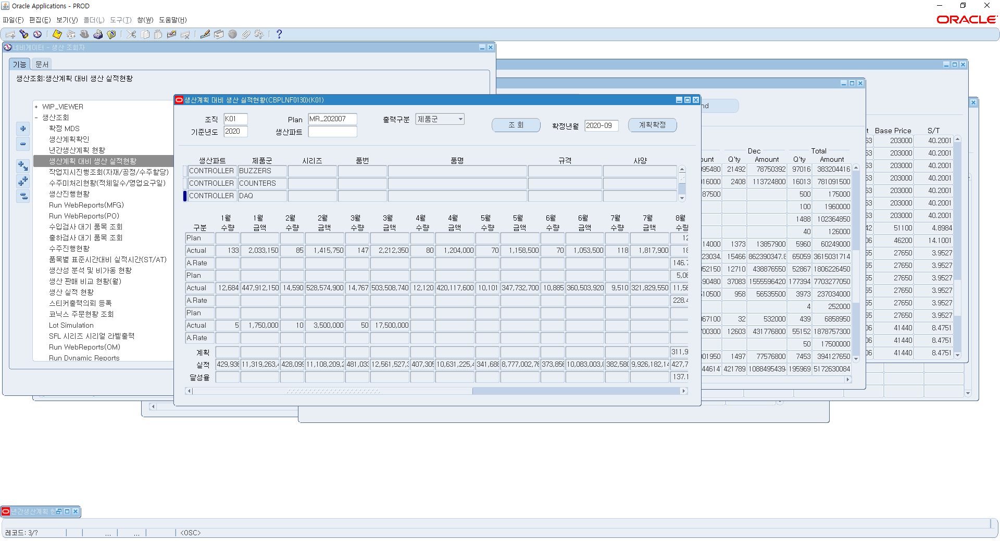 Oracle Applications - PROD
파일(F) 편집(E) 보기(V) 폴더(L) 도구(T) 창(W) 도움말(H)
ORACLE
네비게이터 - 생산 조회자
기능 문서
생산조회:생산계획 대비 생산 실적현황
+ WIP_VIEWER
- 생산조회
확정 MDS
생산계획확인
년간생산계획 현황
생산계획 대비 생산 실적현황
작업지시진행조회(자재/공정/수주할당)
수주미처리현황(적체일수/영업요구일)
생산진행현황
Run WebReports(MFG)
Run WebReports(PO)
수입검사 대기 품목 조회
출하검사 대기 품목 조회
수주진행현황
품목별 표준시간대비 실적시간(ST/AT)
생산성 분석 및 비가동 현황
생산 판매 비교 현황(월)
생산 실적 현황
스티커출력의뢰 등록
코닉스 주문현황 조회
Lot Simulation
SFL 시리즈 시리얼 라벨출력
Run WebReports(OM)
Run Dynamic Reports
생산계획 대비 생산 실적현황(CBPLNF0130)(K01)
조직 K01 Plan MR_202007 출력구분 제품군 조 회 확정년월 2020-09 계획확정
기준년도 2020 생산파트
생산파트 제품군 시리즈 품번 품명 규격 사양
CONTROLLER BUZZERS
CONTROLLER COUNTERS
CONTROLLER DAQ
1월 1월 2월 2월 3월 3월 4월 4월 5월 5월 6월 6월 7월 7월 8월
구분 수량 금액 수량 금액 수량 금액 수량 금액 수량 금액 수량 금액 수량 금액 수량
Plan 12
Actual 133 2,033,150 85 1,415,750 147 2,212,350 80 1,204,000 70 1,158,500 70 1,053,500 118 1,817,900 18
A.Rate 146.7
Plan 5,06
Actual 12,684 447,912,150 14,590 528,574,900 14,767 503,508,740 12,120 420,117,600 10,101 347,732,700 10,885 360,503,920 9,510 321,829,550 11,56
A.Rate 228.4
Plan
Actual 5 1,750,000 10 3,500,000 50 17,500,000
A.Rate
계획 311,9
실적 429,936 11,319,263,4 428,099 11,108,209,2 481,033 12,561,527,3 407,305 10,631,225,4 341,686 8,777,002,76 373,856 10,083,003,0 382,580 9,926,182,14 427,7
달성율 137.1
nd
Dec Total
ount Q'ty Amount Q'ty Amount
95480 21492 78750392 97016 383204416
16000 2408 113724800 16013 781091500
87500 500 175000
100 1960000
1488 102364850
40 126000
14000 1373 13857900 5960 60249000
23034. 15466 862390347.8 65059 3615031714
52150 12710 438876550 52867 1806226450
90480 37083 1555596420 177394 7703277050
10500 958 56535500 3973 237034000
4 252000
67100 32 532000 439 6858950
00300 12603 431776800 55152 1878757300
50 17500000
01950 1497 77576800 7453 394127650
44614 421789 1088495439 195969 5172630084
t Base Price S/T
63 203000 40.2001
63 203000 40.2001
63 203000 40.2001
63 203000 40.2001
63 203000 40.2001
63 203000 40.2001
63 203000 40.2001
42 51100 4.8984
06 46200 14.1001
55 27650 3.9527
55 27650 3.9527
55 27650 3.9527
55 27650 3.9527
55 27650 3.9527
55 27650 3.9527
06 41440 8.4751
06 41440 8.4751
06 41440 8.4751
년간생산계획 현
레코드: 3/? ... ... <OSC>